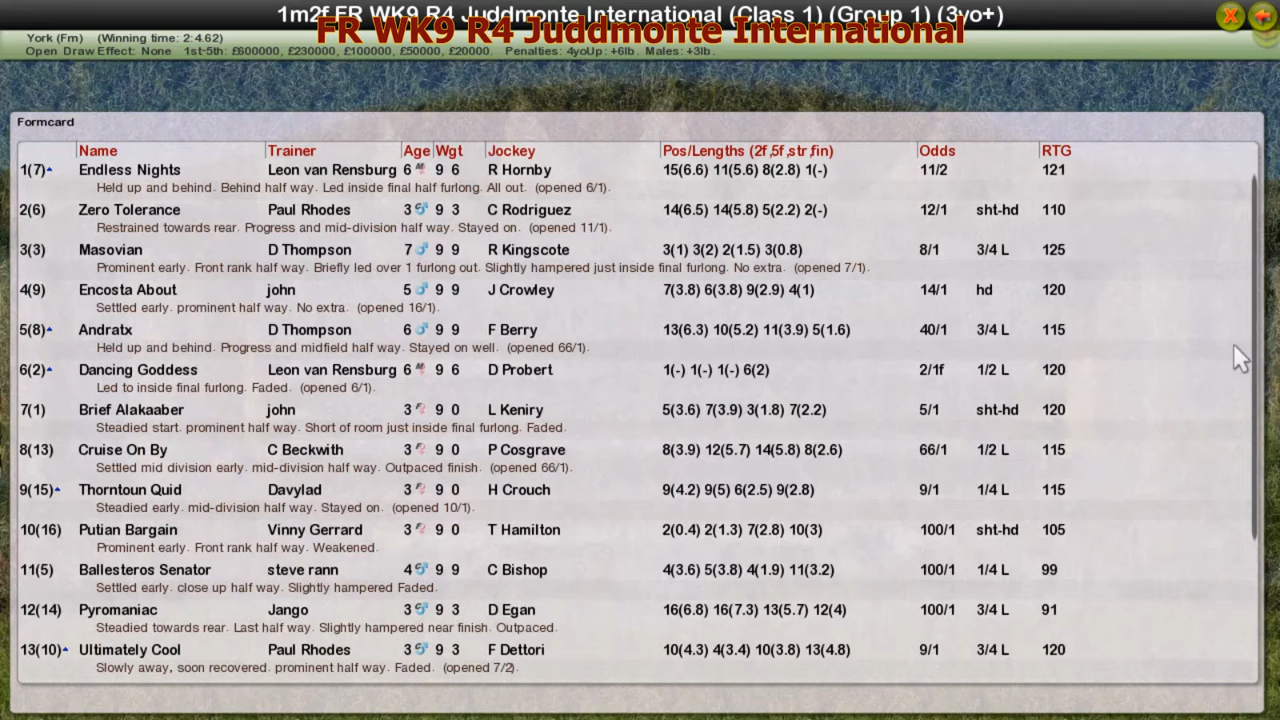 1m2f FR WK9 R4 Juddmonte International (Class 1) (Group 1) (3yo+)
FR WK9 R4 Juddmonte International
York (Fm) (Winning time: 2:4.62)
Open Draw Effect: None 1st-5th: £600000, £230000, £100000, £50000, £20000. Penalties: 4yoUp: +6lb. Males: +3lb.
Formcard
Name Trainer Age Wgt Jockey Pos/Lengths (2f,5f,str,fin) Odds RTG
1(7) Endless Nights Leon van Rensburg 6 9 6 R Hornby 15(6.6) 11(5.6) 8(2.8) 1(-) 11/2 121
Held up and behind. Behind half way. Led inside final half furlong. All out. (opened 6/1).
2(6) Zero Tolerance Paul Rhodes 3 9 3 C Rodriguez 14(6.5) 14(5.8) 5(2.2) 2(-) 12/1 sht-hd 110
Restrained towards rear. Progress and mid-division half way. Stayed on. (opened 11/1).
3(3) Masovian D Thompson 7 9 9 R Kingscote 3(1) 3(2) 2(1.5) 3(0.8) 8/1 3/4 L 125
Prominent early. Front rank half way. Briefly led over 1 furlong out. Slightly hampered just inside final furlong. No extra. (opened 7/1).
4(9) Encosta About john 5 9 9 J Crowley 7(3.8) 6(3.8) 9(2.9) 4(1) 14/1 hd 120
Settled early. prominent half way. No extra. (opened 16/1).
5(8) Andratx D Thompson 6 9 9 F Berry 13(6.3) 10(5.2) 11(3.9) 5(1.6) 40/1 3/4 L 115
Held up and behind. Progress and midfield half way. Stayed on well. (opened 66/1).
6(2) Dancing Goddess Leon van Rensburg 6 9 6 D Probert 1(-) 1(-) 1(-) 6(2) 2/1f 1/2 L 120
Led to inside final furlong. Faded. (opened 6/1).
7(1) Brief Alakaaber john 3 9 0 L Keniry 5(3.6) 7(3.9) 3(1.8) 7(2.2) 5/1 sht-hd 120
Steadied start. prominent half way. Short of room just inside final furlong. Faded.
8(13) Cruise On By C Beckwith 3 9 0 P Cosgrave 8(3.9) 12(5.7) 14(5.8) 8(2.6) 66/1 1/2 L 115
Settled mid division early. mid-division half way. Outpaced finish. (opened 66/1).
9(15) Thorntoun Quid Davylad 3 9 0 H Crouch 9(4.2) 9(5) 6(2.5) 9(2.8) 9/1 1/4 L 115
Steadied early. mid-division half way. Stayed on. (opened 10/1).
10(16) Putian Bargain Vinny Gerrard 3 9 0 T Hamilton 2(0.4) 2(1.3) 7(2.8) 10(3) 100/1 sht-hd 105
Prominent early. Front rank half way. Weakened.
11(5) Ballesteros Senator steve rann 4 9 9 C Bishop 4(3.6) 5(3.8) 4(1.9) 11(3.2) 100/1 1/4 L 99
Settled early. close up half way. Slightly hampered Faded.
12(14) Pyromaniac Jango 3 9 3 D Egan 16(6.8) 16(7.3) 13(5.7) 12(4) 100/1 3/4 L 91
Steadied towards rear. Last half way. Slightly hampered near finish. Outpaced.
13(10) Ultimately Cool Paul Rhodes 3 9 3 F Dettori 10(4.3) 4(3.4) 10(3.8) 13(4.8) 9/1 3/4 L 120
Slowly away, soon recovered. prominent half way. Faded. (opened 7/2).